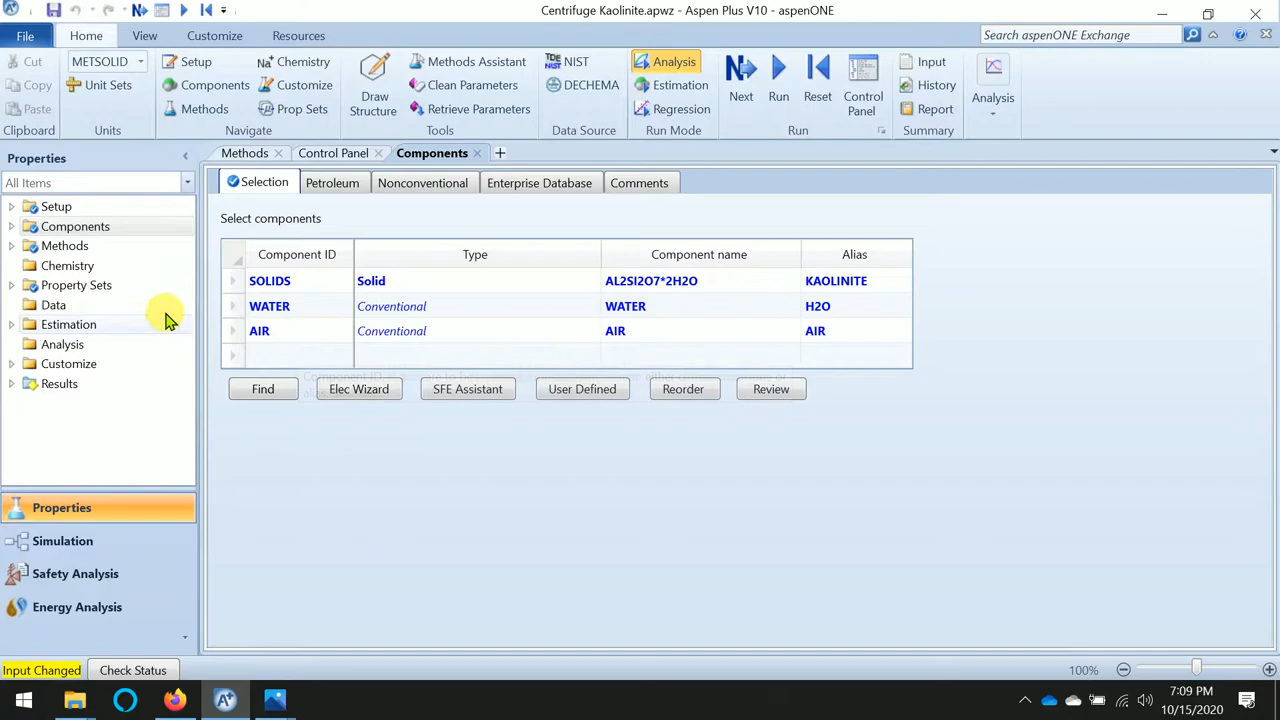 Centrifuge Kaolinite.apwz - Aspen Plus V10 - aspenONE
File Home View Customize Resources Search aspenONE Exchange
Cut METSOLID Setup Chemistry Methods Assistant NIST Analysis Input
Copy Unit Sets Components Customize Clean Parameters DECHEMA Estimation History
Paste Methods Prop Sets Retrieve Parameters Regression Report
Draw Structure Next Run Reset Control Panel Analysis
Clipboard Units Navigate Tools Data Source Run Mode Run Summary
Properties
Methods Control Panel Components
All Items
Selection Petroleum Nonconventional Enterprise Database Comments
Setup
Components
Methods
Chemistry
Property Sets
Data
Estimation
Analysis
Customize
Results
Select components
Component ID Type Component name Alias
SOLIDS Solid AL2SI2O7*2H2O KAOLINITE
WATER Conventional WATER H2O
AIR Conventional AIR AIR
Find Elec Wizard SFE Assistant User Defined Reorder Review
Properties
Simulation
Safety Analysis
Energy Analysis
Input Changed Check Status 100%
7:09 PM
10/15/2020